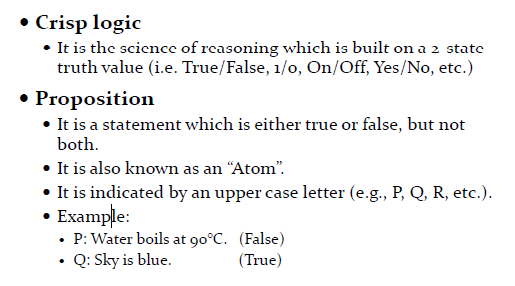 • Crisp logic
• It is the science of reasoning which is built on a 2 state
truth value (i.e. True/False, 1/0, On/Off, Yes/No, etc.)
• Proposition
• It is a statement which is either true or false, but not
both.
• It is also known as an “Atom”.
• It is indicated by an upper case letter (e.g., P, Q, R, etc.).
• Example:
• P: Water boils at 90°C. (False)
• Q: Sky is blue. (True)